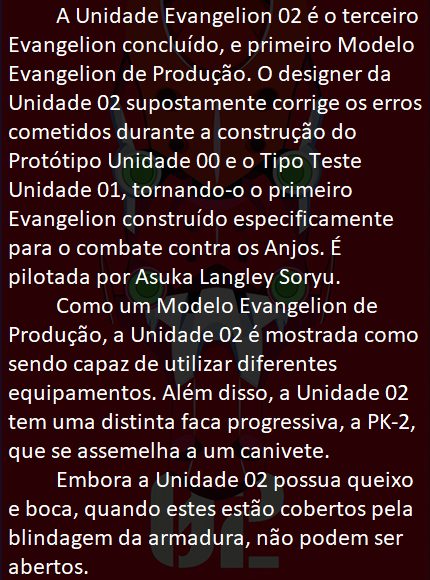 A Unidade Evangelion 02 é o terceiro
Evangelion concluído, e primeiro Modelo
Evangelion de Produção. O designer da
Unidade 02 supostamente corrige os erros
cometidos durante a construção do
Protótipo Unidade 00 e o Tipo Teste
Unidade 01, tornando-o o primeiro
Evangelion construído especificamente
para o combate contra os Anjos. É
pilotada por Asuka Langley Soryu.
Como um Modelo Evangelion de
Produção, a Unidade 02 é mostrada como
sendo capaz de utilizar diferentes
equipamentos. Além disso, a Unidade 02
tem uma distinta faca progressiva, a PK-2,
que se assemelha a um canivete.
Embora a Unidade 02 possua queixo
e boca, quando estes estão cobertos pela
blindagem da armadura, não podem ser
abertos.
02